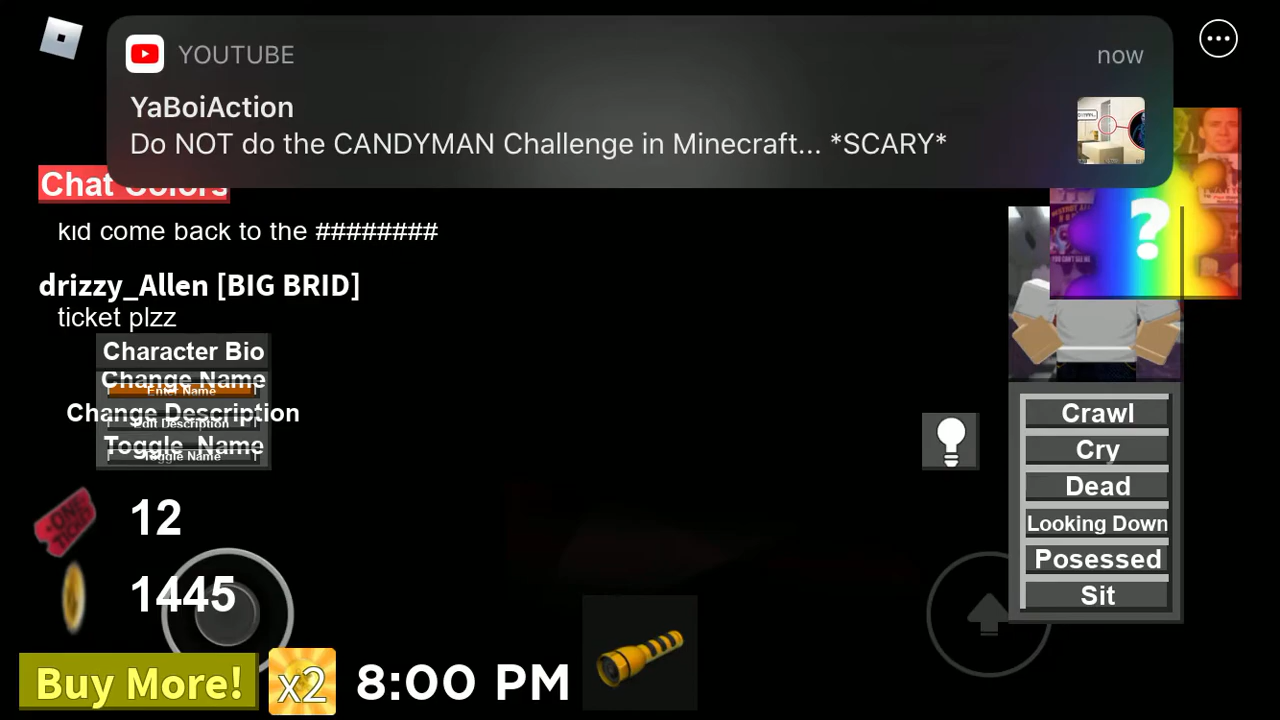 YOUTUBE
now
YaBoiAction
Do NOT do the CANDYMAN Challenge in Minecraft... *SCARY*
Chat Colors
kid come back to the ########
drizzy_Allen [BIG BRID]
ticket plzz
Character Bio
Change Name
Enter Name
Change Description
Edit Description
Toggle Name
Toggle Name
?
Crawl
Cry
Dead
Looking Down
Posessed
Sit
ONE
12
1445
Buy More!
x2
8:00 PM